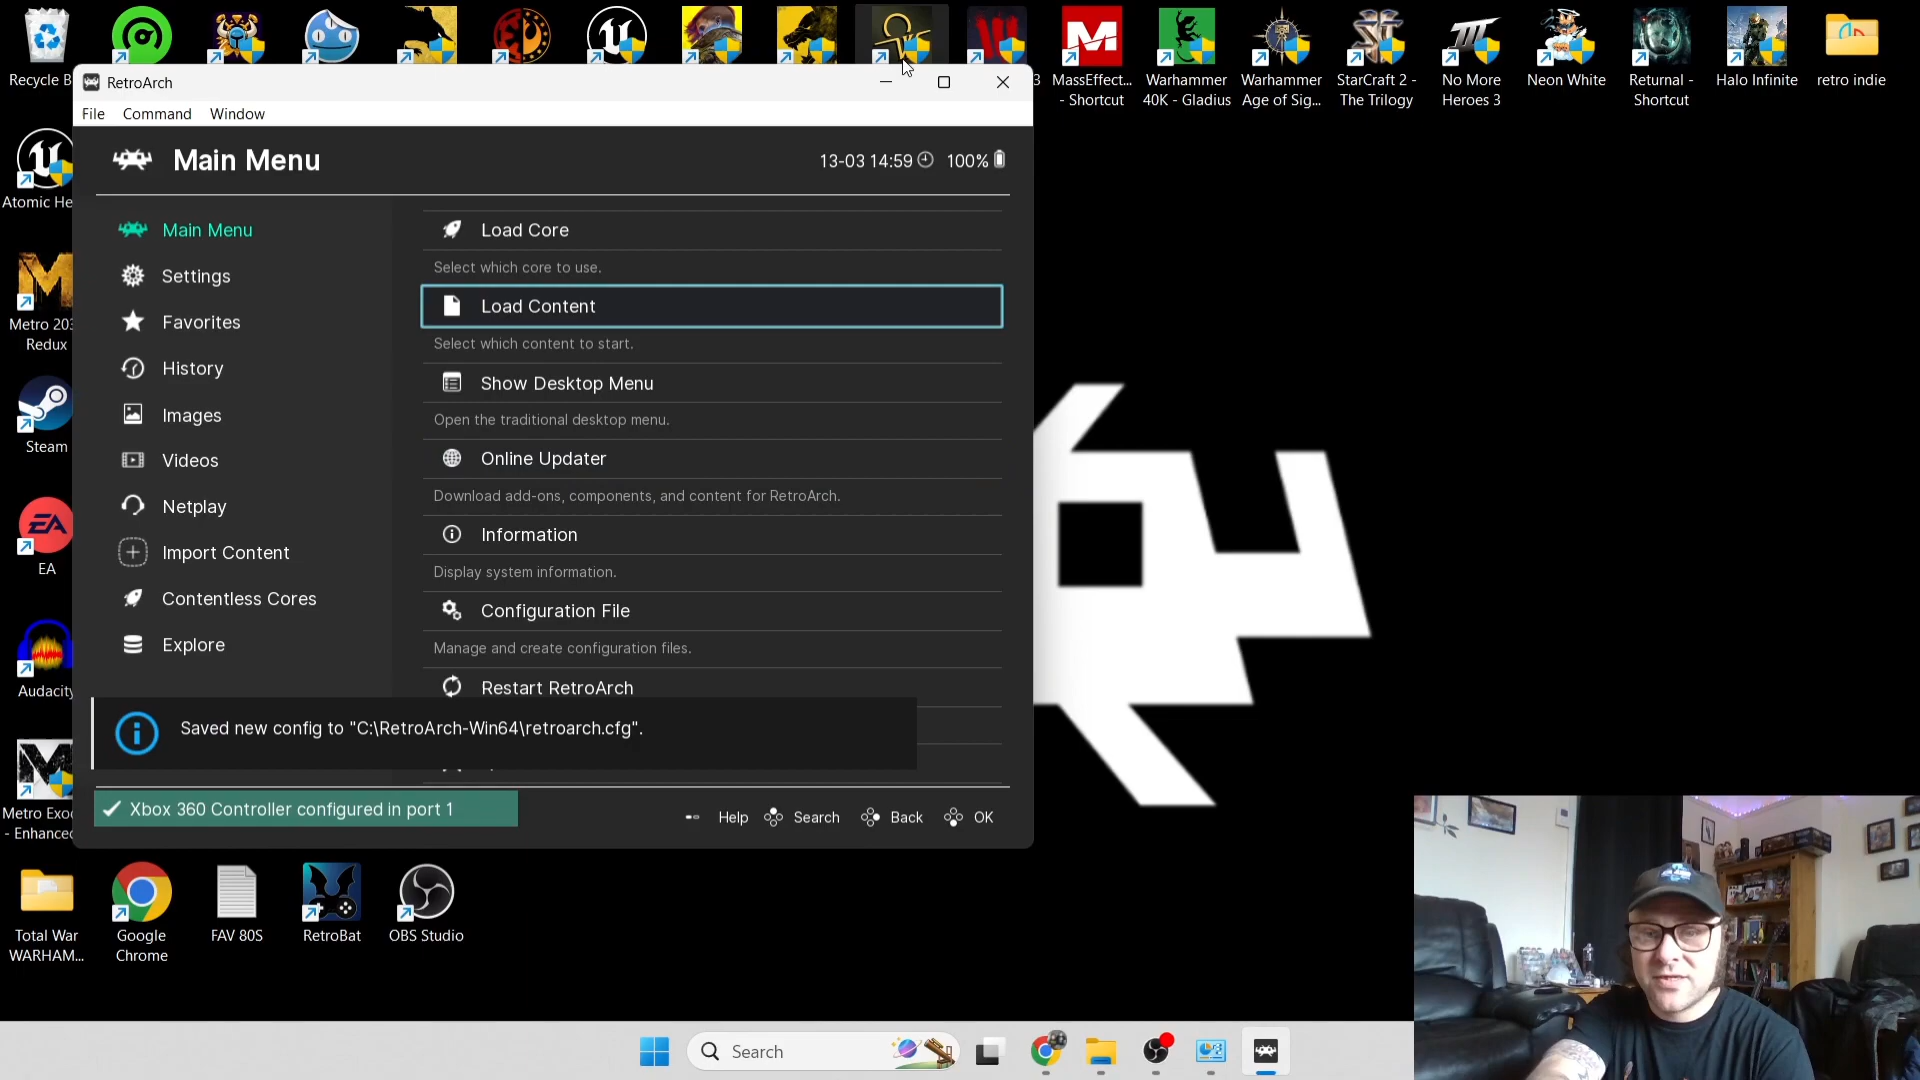 Recycle B
MassEffect...
- Shortcut
Warhammer
40K - Gladius
Warhammer
Age of Sig...
StarCraft 2 -
The Trilogy
No More
Heroes 3
Neon White
Returnal -
Shortcut
Halo Infinite
retro indie
RetroArch
File Command Window
Main Menu
13-03 14:59 100%
Main Menu
Settings
Favorites
History
Images
Videos
Netplay
Import Content
Contentless Cores
Explore
Load Core
Select which core to use.
Load Content
Select which content to start.
Show Desktop Menu
Open the traditional desktop menu.
Online Updater
Download add-ons, components, and content for RetroArch.
Information
Display system information.
Configuration File
Manage and create configuration files.
Restart RetroArch
Saved new config to "C:\RetroArch-Win64\retroarch.cfg".
Xbox 360 Controller configured in port 1
Help Search Back OK
Atomic He
Metro 203
Redux
Steam
EA
EA
Audacity
Metro Exo
- Enhanced
Total War
WARHAM...
Google
Chrome
FAV 80S
RetroBat
OBS Studio
Search